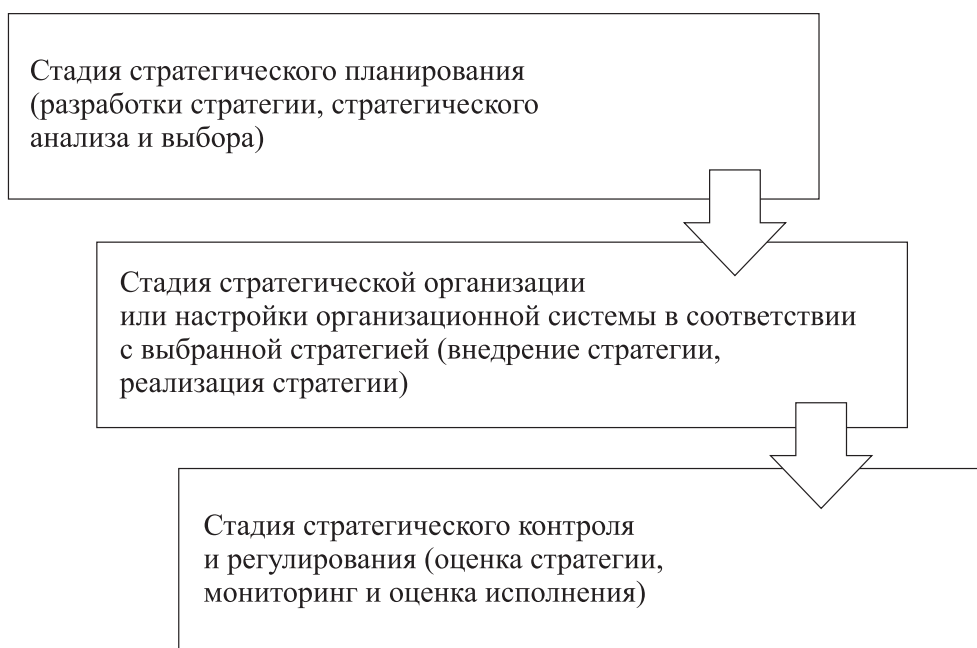 Стадия стратегического планирования
(разработки стратегии, стратегического
анализа и выбора)
Стадия стратегической организации
или настройки организационной системы в соответствии
с выбранной стратегией (внедрение стратегии,
реализация стратегии)
Стадия стратегического контроля
и регулирования (оценка стратегии,
мониторинг и оценка исполнения)